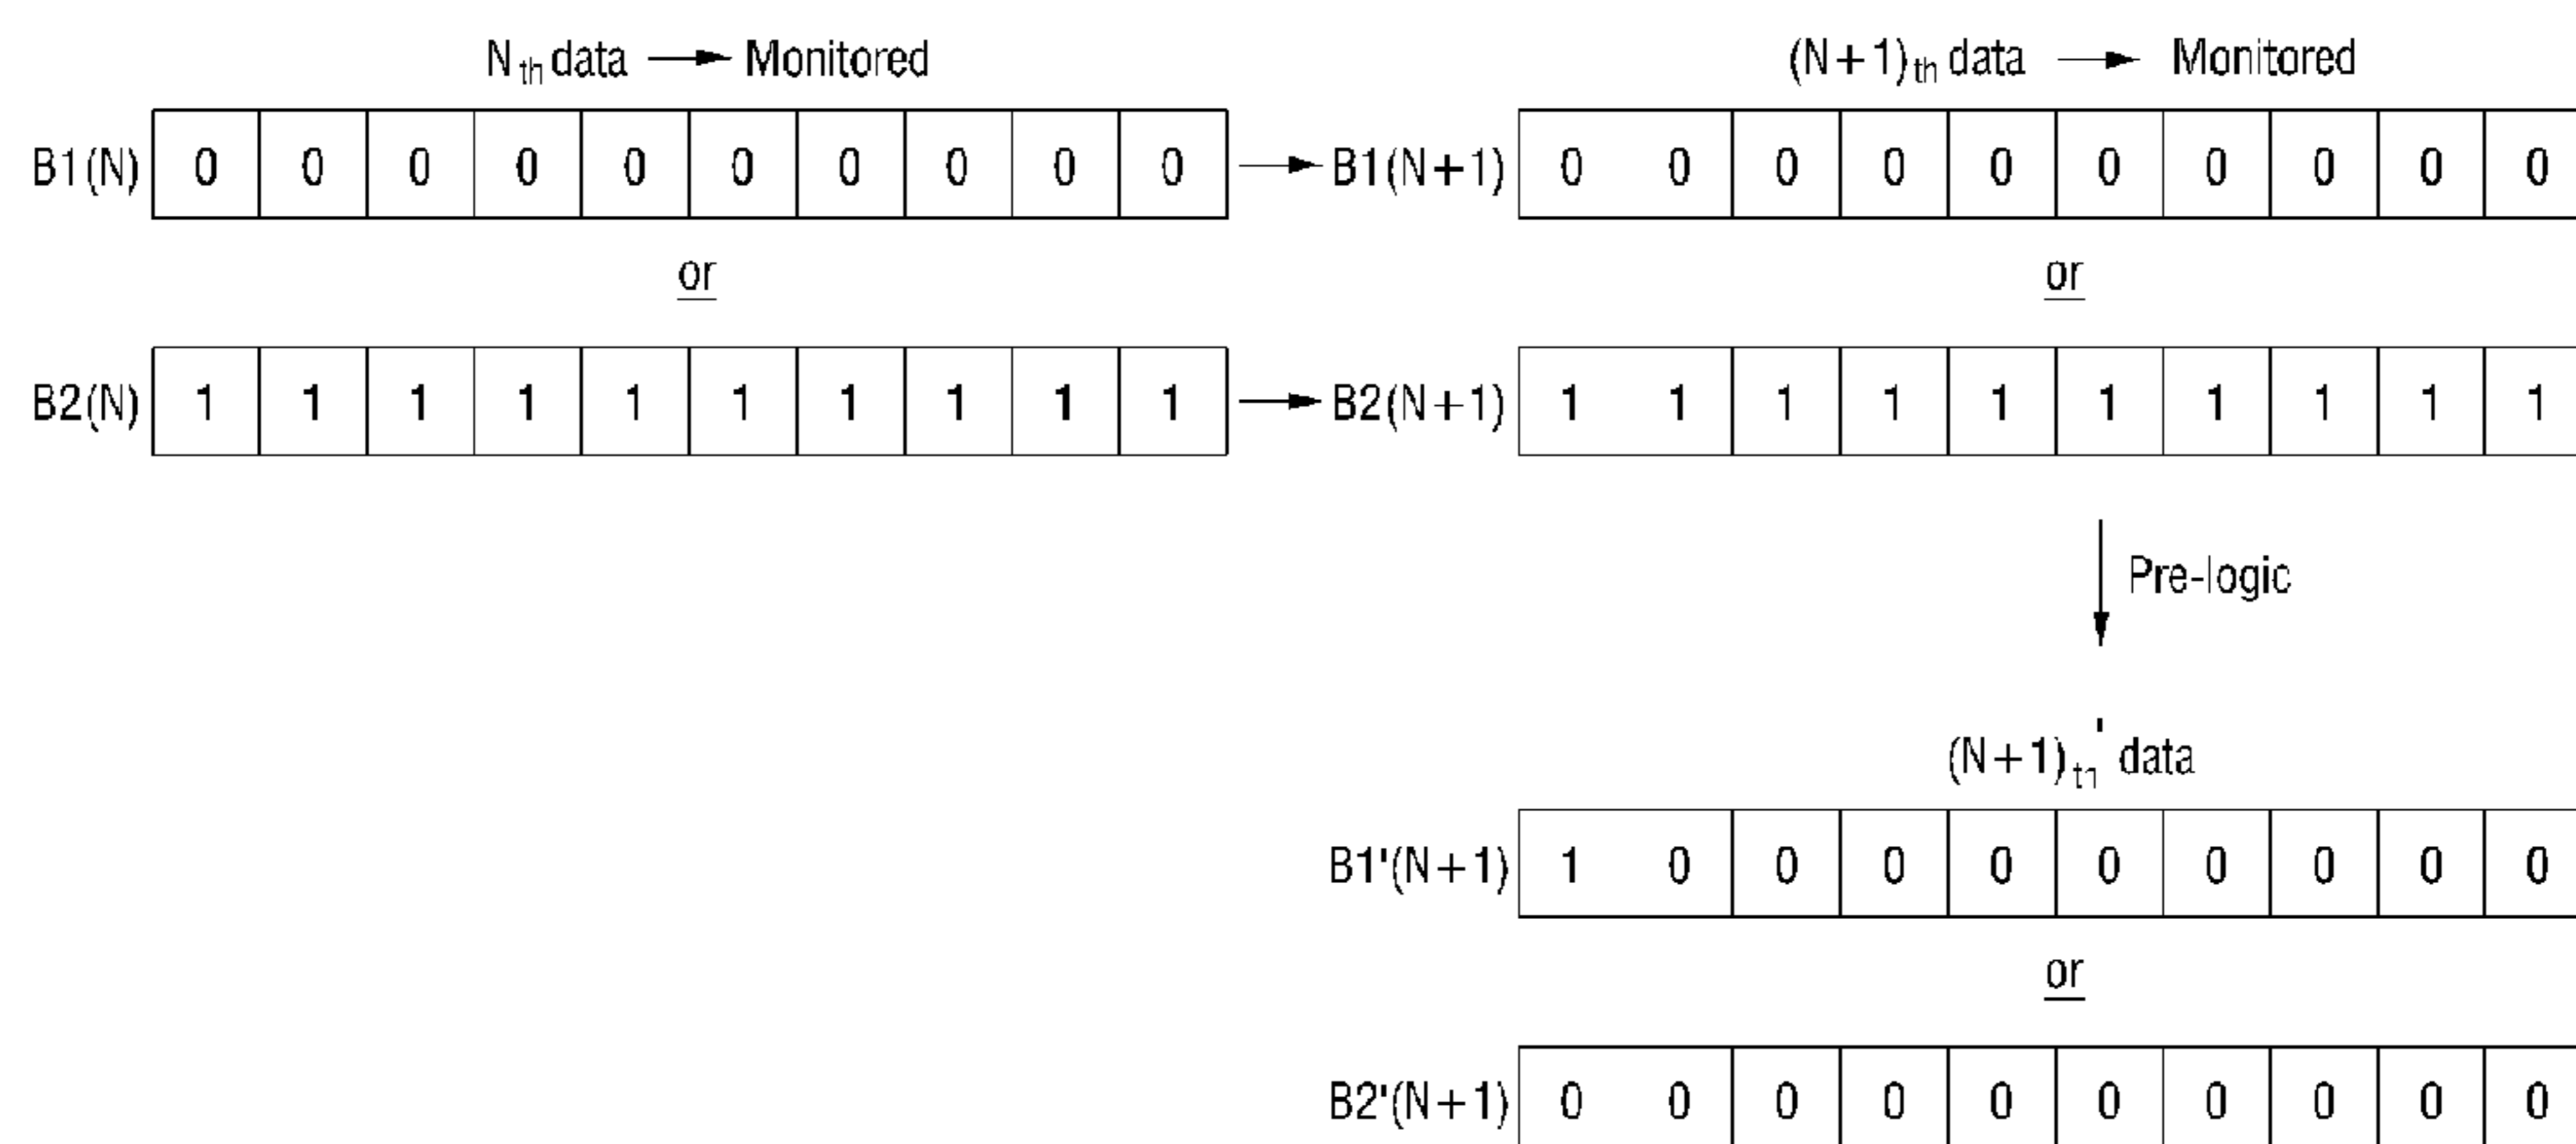 Nth data → Monitored (N+1)th data → Monitored
B1(N) 0 0 0 0 0 0 0 0 0 0 → B1(N+1) 0 0 0 0 0 0 0 0 0 0
or or
B2(N) 1 1 1 1 1 1 1 1 1 1 → B2(N+1) 1 1 1 1 1 1 1 1 1 1
Pre-logic
(N+1)th' data
B1'(N+1) 1 0 0 0 0 0 0 0 0 0
or
B2'(N+1) 0 0 0 0 0 0 0 0 0 0